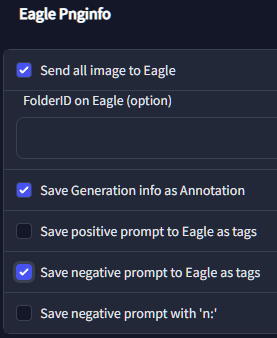 Eagle Pnginfo
Send all image to Eagle
FolderID on Eagle (option)
Save Generation info as Annotation
Save positive prompt to Eagle as tags
Save negative prompt to Eagle as tags
Save negative prompt with 'n:'